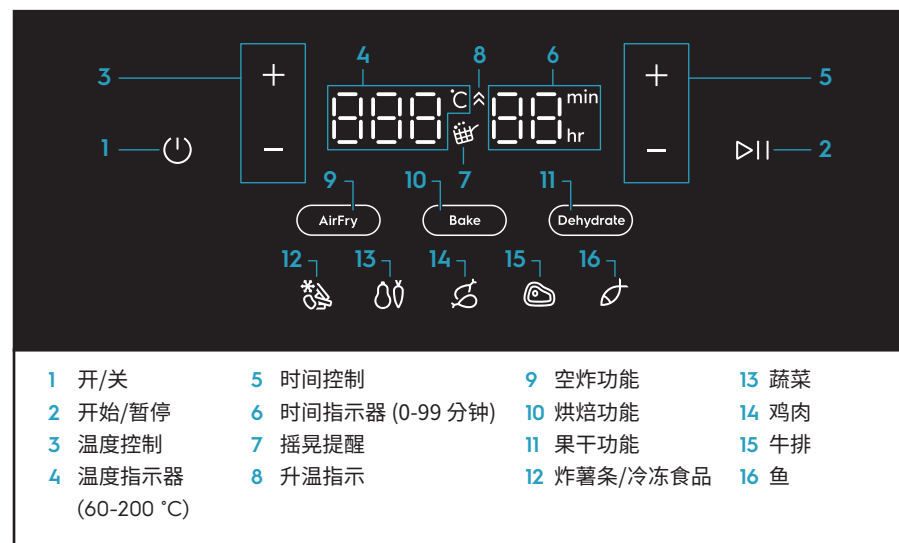 4 8 6
3 + 888 °C 88 min + 5
hr
1 − 7 − 2
9 10 11
AirFry Bake Dehydrate
12 13 14 15 16
1 开/关
2 开始/暂停
3 温度控制
4 温度指示器
(60-200 °C)
5 时间控制
6 时间指示器 (0-99 分钟)
7 摇晃提醒
8 升温指示
9 空炸功能
10 烘焙功能
11 果干功能
12 炸薯条/冷冻食品
13 蔬菜
14 鸡肉
15 牛排
16 鱼